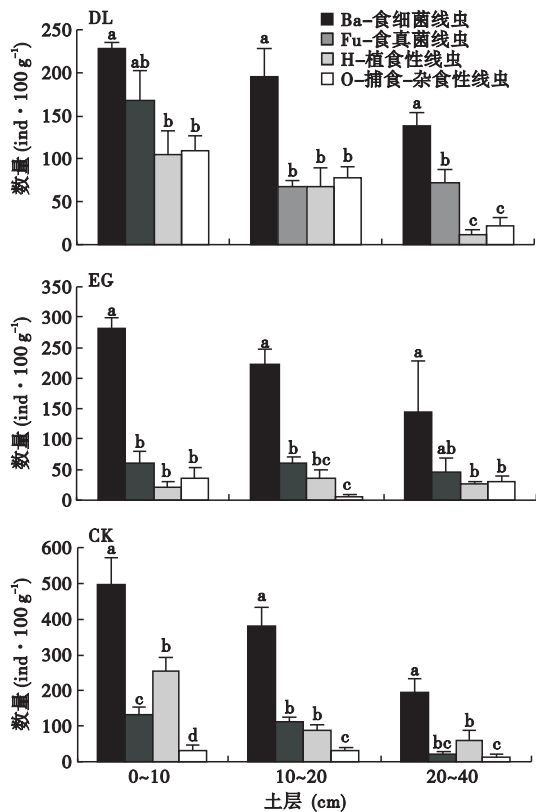 DL
Ba-食细菌线虫
Fu-食真菌线虫
H-植食性线虫
O-捕食-杂食性线虫
数量 (ind·100 g⁻¹)
250
200
150
100
50
0
a ab b b
a b b b
a b c c
EG
数量 (ind·100 g⁻¹)
350
300
250
200
150
100
50
0
a b b b
a b bc c
a ab b b
CK
数量 (ind·100 g⁻¹)
600
500
400
300
200
100
0
a c b d
a b b c
a bc b c
0~10 10~20 20~40
土层 (cm)